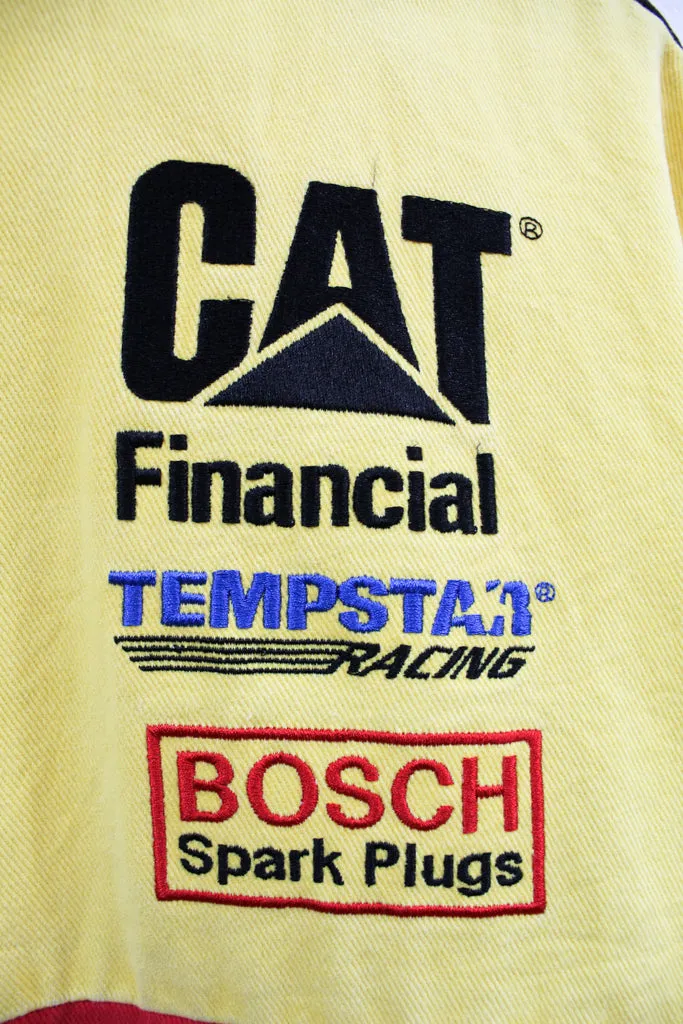 CAT®
Financial
TEMPSTAR®
RACING
BOSCH
Spark Plugs